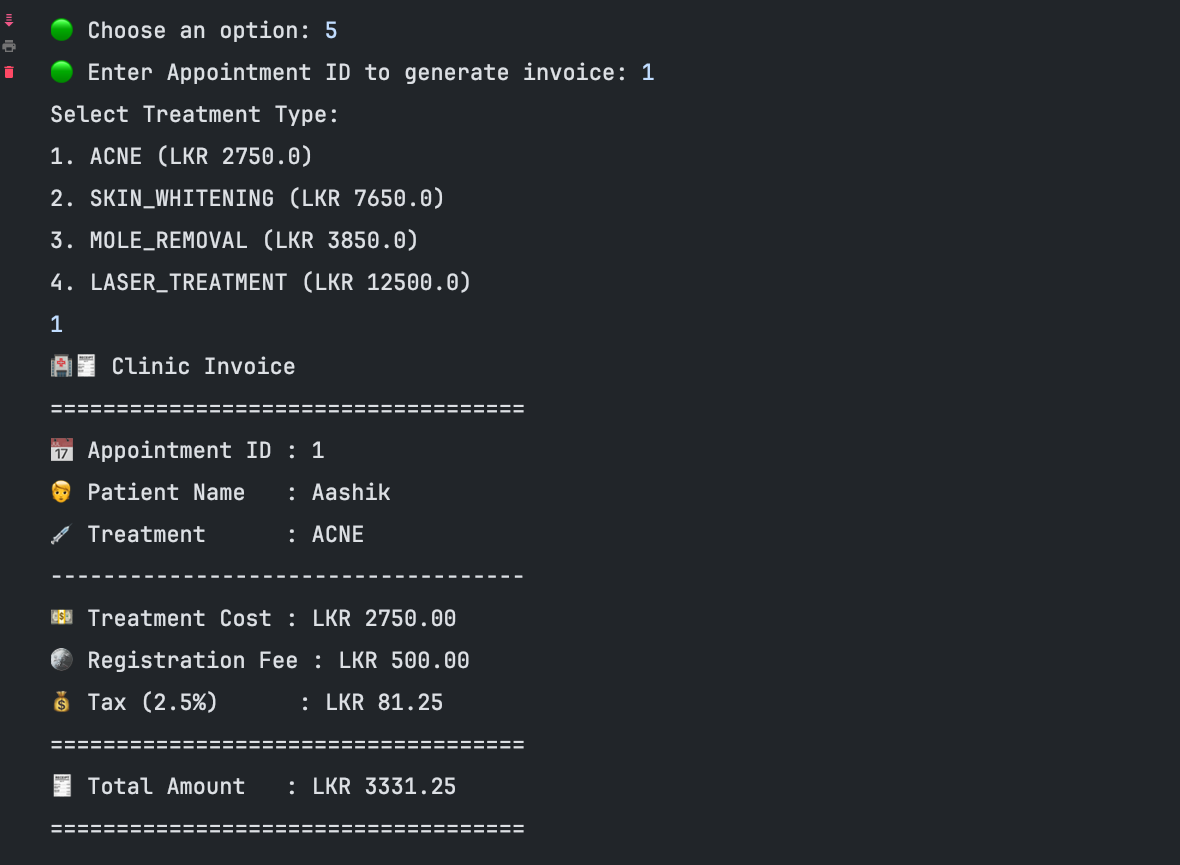 🟢 Choose an option: 5
🟢 Enter Appointment ID to generate invoice: 1
Select Treatment Type:
1. ACNE (LKR 2750.0)
2. SKIN_WHITENING (LKR 7650.0)
3. MOLE_REMOVAL (LKR 3850.0)
4. LASER_TREATMENT (LKR 12500.0)
1
🏥🧾 Clinic Invoice
====================================
📅 Appointment ID : 1
🧑 Patient Name   : Aashik
💉 Treatment      : ACNE
------------------------------------
💵 Treatment Cost : LKR 2750.00
🌑 Registration Fee : LKR 500.00
💰 Tax (2.5%)      : LKR 81.25
====================================
🧾 Total Amount   : LKR 3331.25
====================================